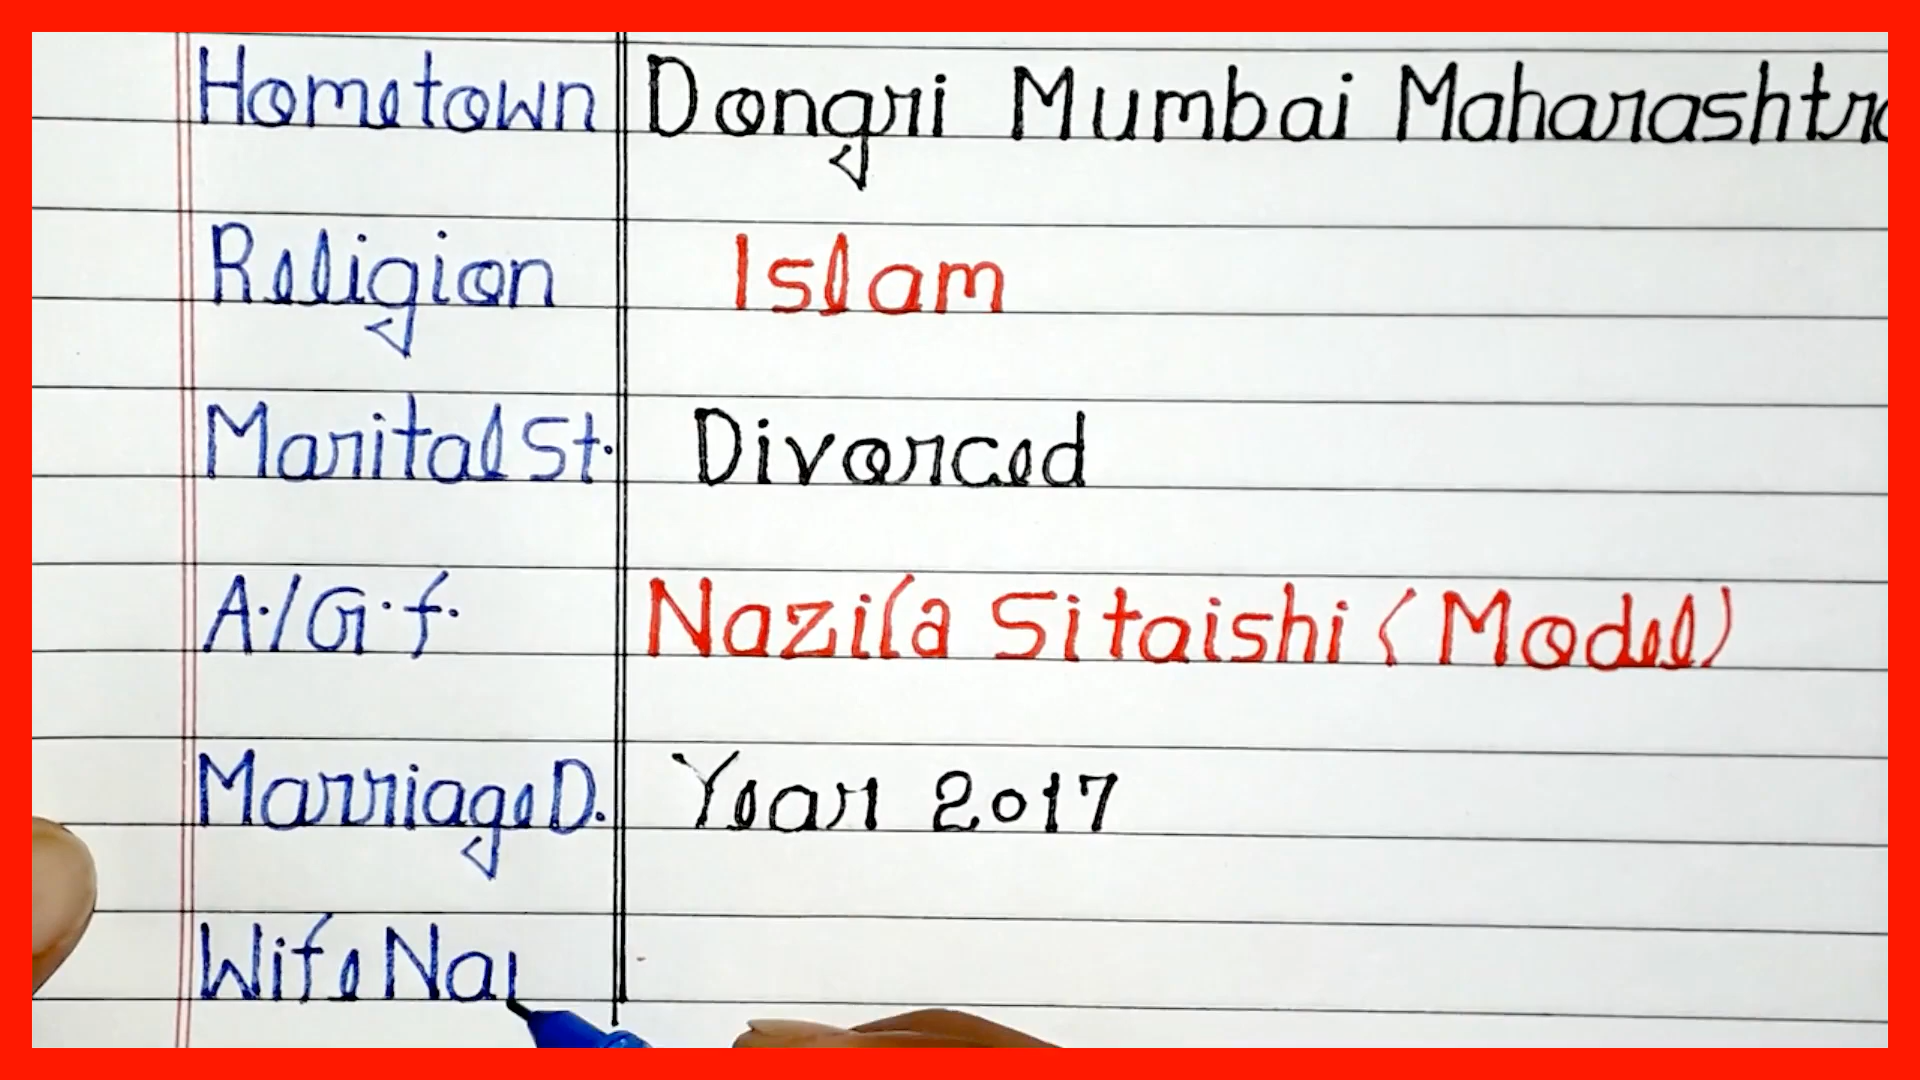 Hometown Dongri Mumbai Maharashtra
Religion Islam
Marital St. Divorced
A./G.f. Nazila Sitaishi (Model)
Marriage D. Year 2017
Wife Na